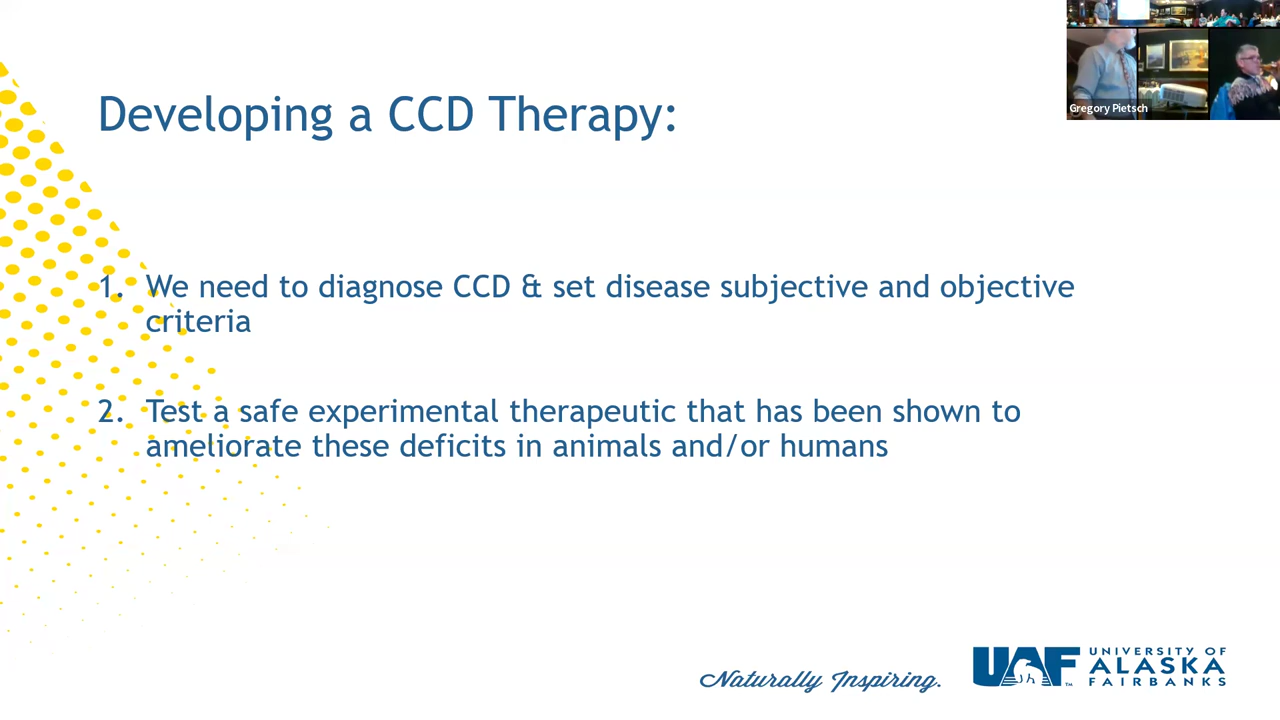 Developing a CCD Therapy:
Gregory Pietsch
1. We need to diagnose CCD & set disease subjective and objective
criteria
2. Test a safe experimental therapeutic that has been shown to
ameliorate these deficits in animals and/or humans
Naturally Inspiring.
UAF
TM
UNIVERSITY OF
ALASKA
FAIRBANKS